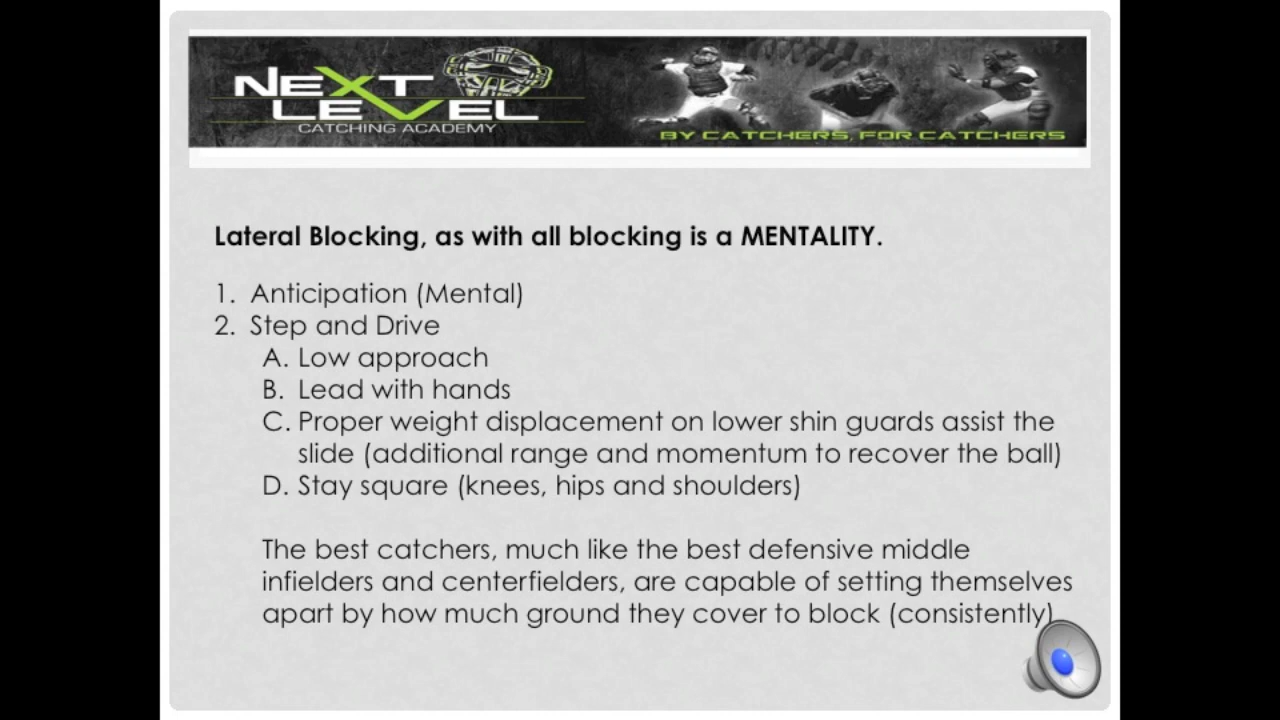 NEXT
LEVEL
CATCHING ACADEMY
BY CATCHERS, FOR CATCHERS
Lateral Blocking, as with all blocking is a MENTALITY.
1. Anticipation (Mental)
2. Step and Drive
A. Low approach
B. Lead with hands
C. Proper weight displacement on lower shin guards assist the
slide (additional range and momentum to recover the ball)
D. Stay square (knees, hips and shoulders)
The best catchers, much like the best defensive middle
infielders and centerfielders, are capable of setting themselves
apart by how much ground they cover to block (consistently)